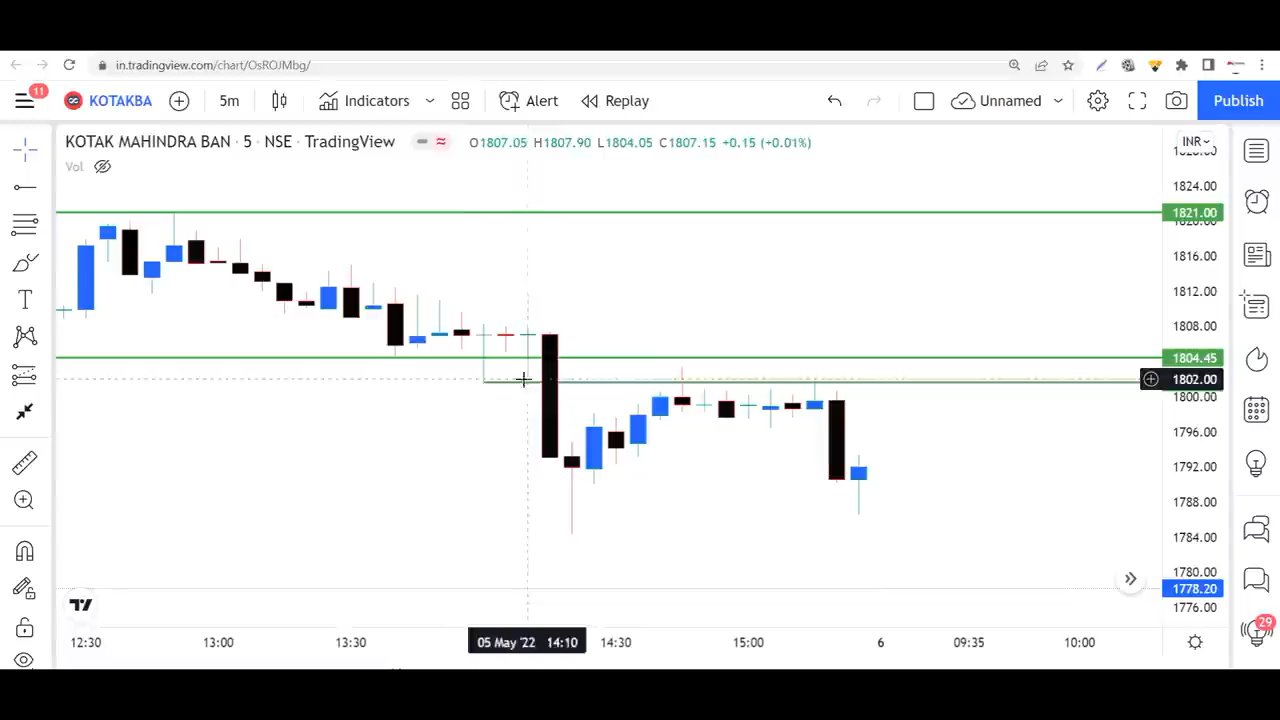 in.tradingview.com/chart/OsROJMbg/
11
KOTAKBA
5m
Indicators
Alert
Replay
Unnamed
Publish
KOTAK MAHINDRA BAN · 5 · NSE · TradingView
O1807.05 H1807.90 L1804.05 C1807.15 +0.15 (+0.01%)
INR
Vol
1824.00
1821.00
1816.00
1812.00
1808.00
1804.45
1802.00
1800.00
1796.00
1792.00
1788.00
1784.00
1780.00
1778.20
1776.00
29
12:30
13:00
13:30
05 May '22 14:10
14:30
15:00
6
09:35
10:00